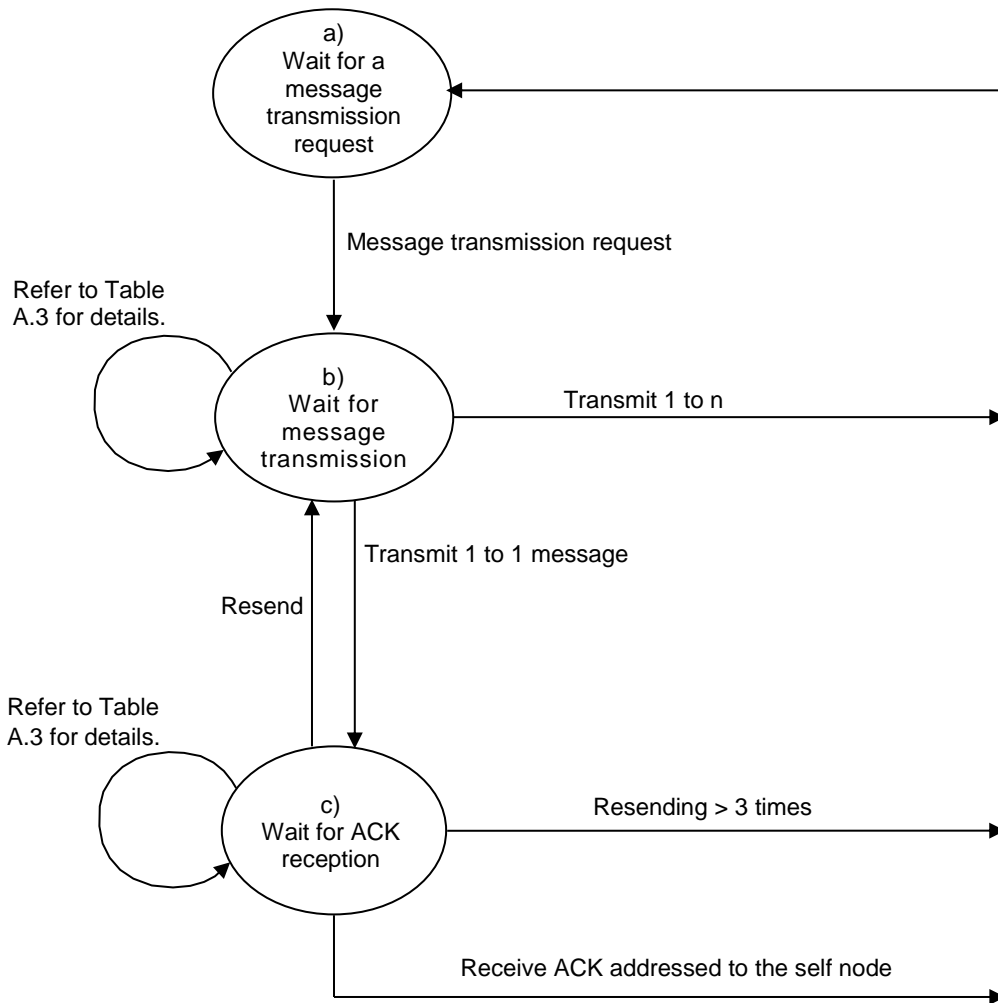 a)
Wait for a
message
transmission
request
Message transmission request
Refer to Table
A.3 for details.
b)
Wait for
message
transmission
Transmit 1 to n
Transmit 1 to 1 message
Resend
Refer to Table
A.3 for details.
c)
Wait for ACK
reception
Resending > 3 times
Receive ACK addressed to the self node